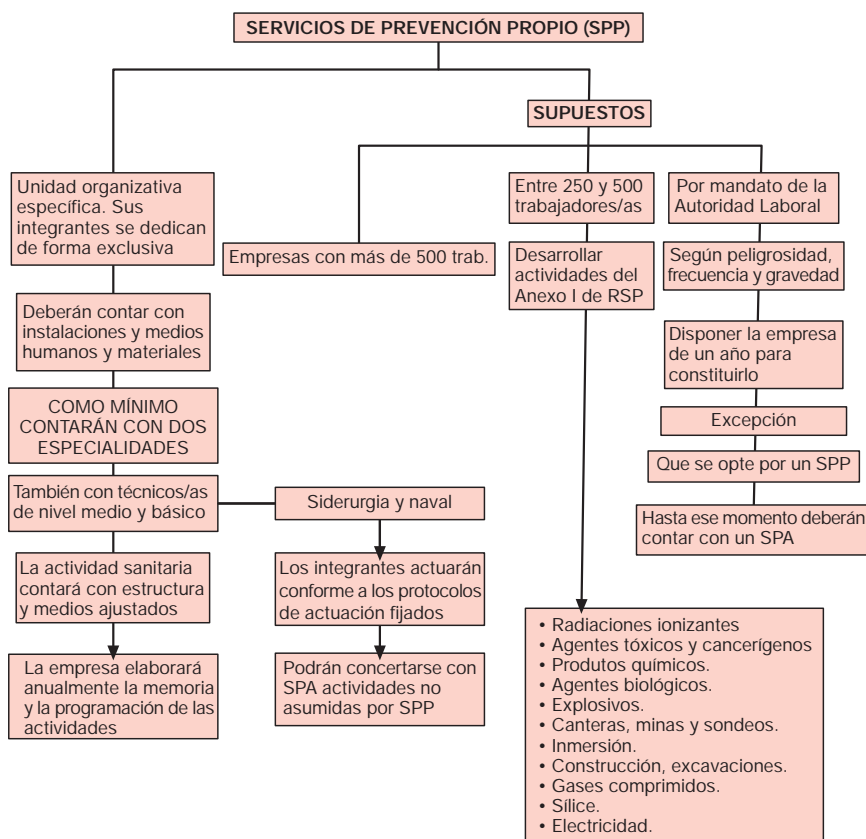 SERVICIOS DE PREVENCIÓN PROPIO (SPP)
SUPUESTOS
Unidad organizativa
específica. Sus
integrantes se dedican
de forma exclusiva
Deberán contar con
instalaciones y medios
humanos y materiales
COMO MÍNIMO
CONTARÁN CON DOS
ESPECIALIDADES
También con técnicos/as
de nivel medio y básico
La actividad sanitaria
contará con estructura
y medios ajustados
La empresa elaborará
anualmente la memoria
y la programación de las
actividades
Siderurgia y naval
Los integrantes actuarán
conforme a los protocolos
de actuación fijados
Podrán concertarse con
SPA actividades no
asumidas por SPP
Empresas con más de 500 trab.
Entre 250 y 500
trabajadores/as
Desarrollar
actividades del
Anexo I de RSP
• Radiaciones ionizantes
• Agentes tóxicos y cancerígenos
• Produtos químicos.
• Agentes biológicos.
• Explosivos.
• Canteras, minas y sondeos.
• Inmersión.
• Construcción, excavaciones.
• Gases comprimidos.
• Sílice.
• Electricidad.
Por mandato de la
Autoridad Laboral
Según peligrosidad,
frecuencia y gravedad
Disponer la empresa
de un año para
constituirlo
Excepción
Que se opte por un SPP
Hasta ese momento deberán
contar con un SPA